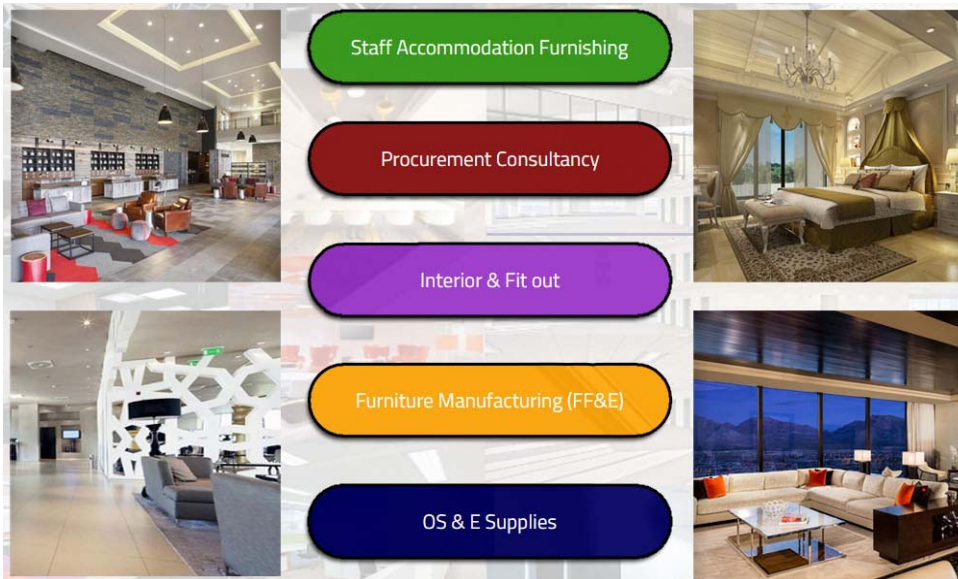 Staff Accommodation Furnishing
Procurement Consultancy
Interior & Fit out
Furniture Manufacturing (FF&E)
OS & E Supplies